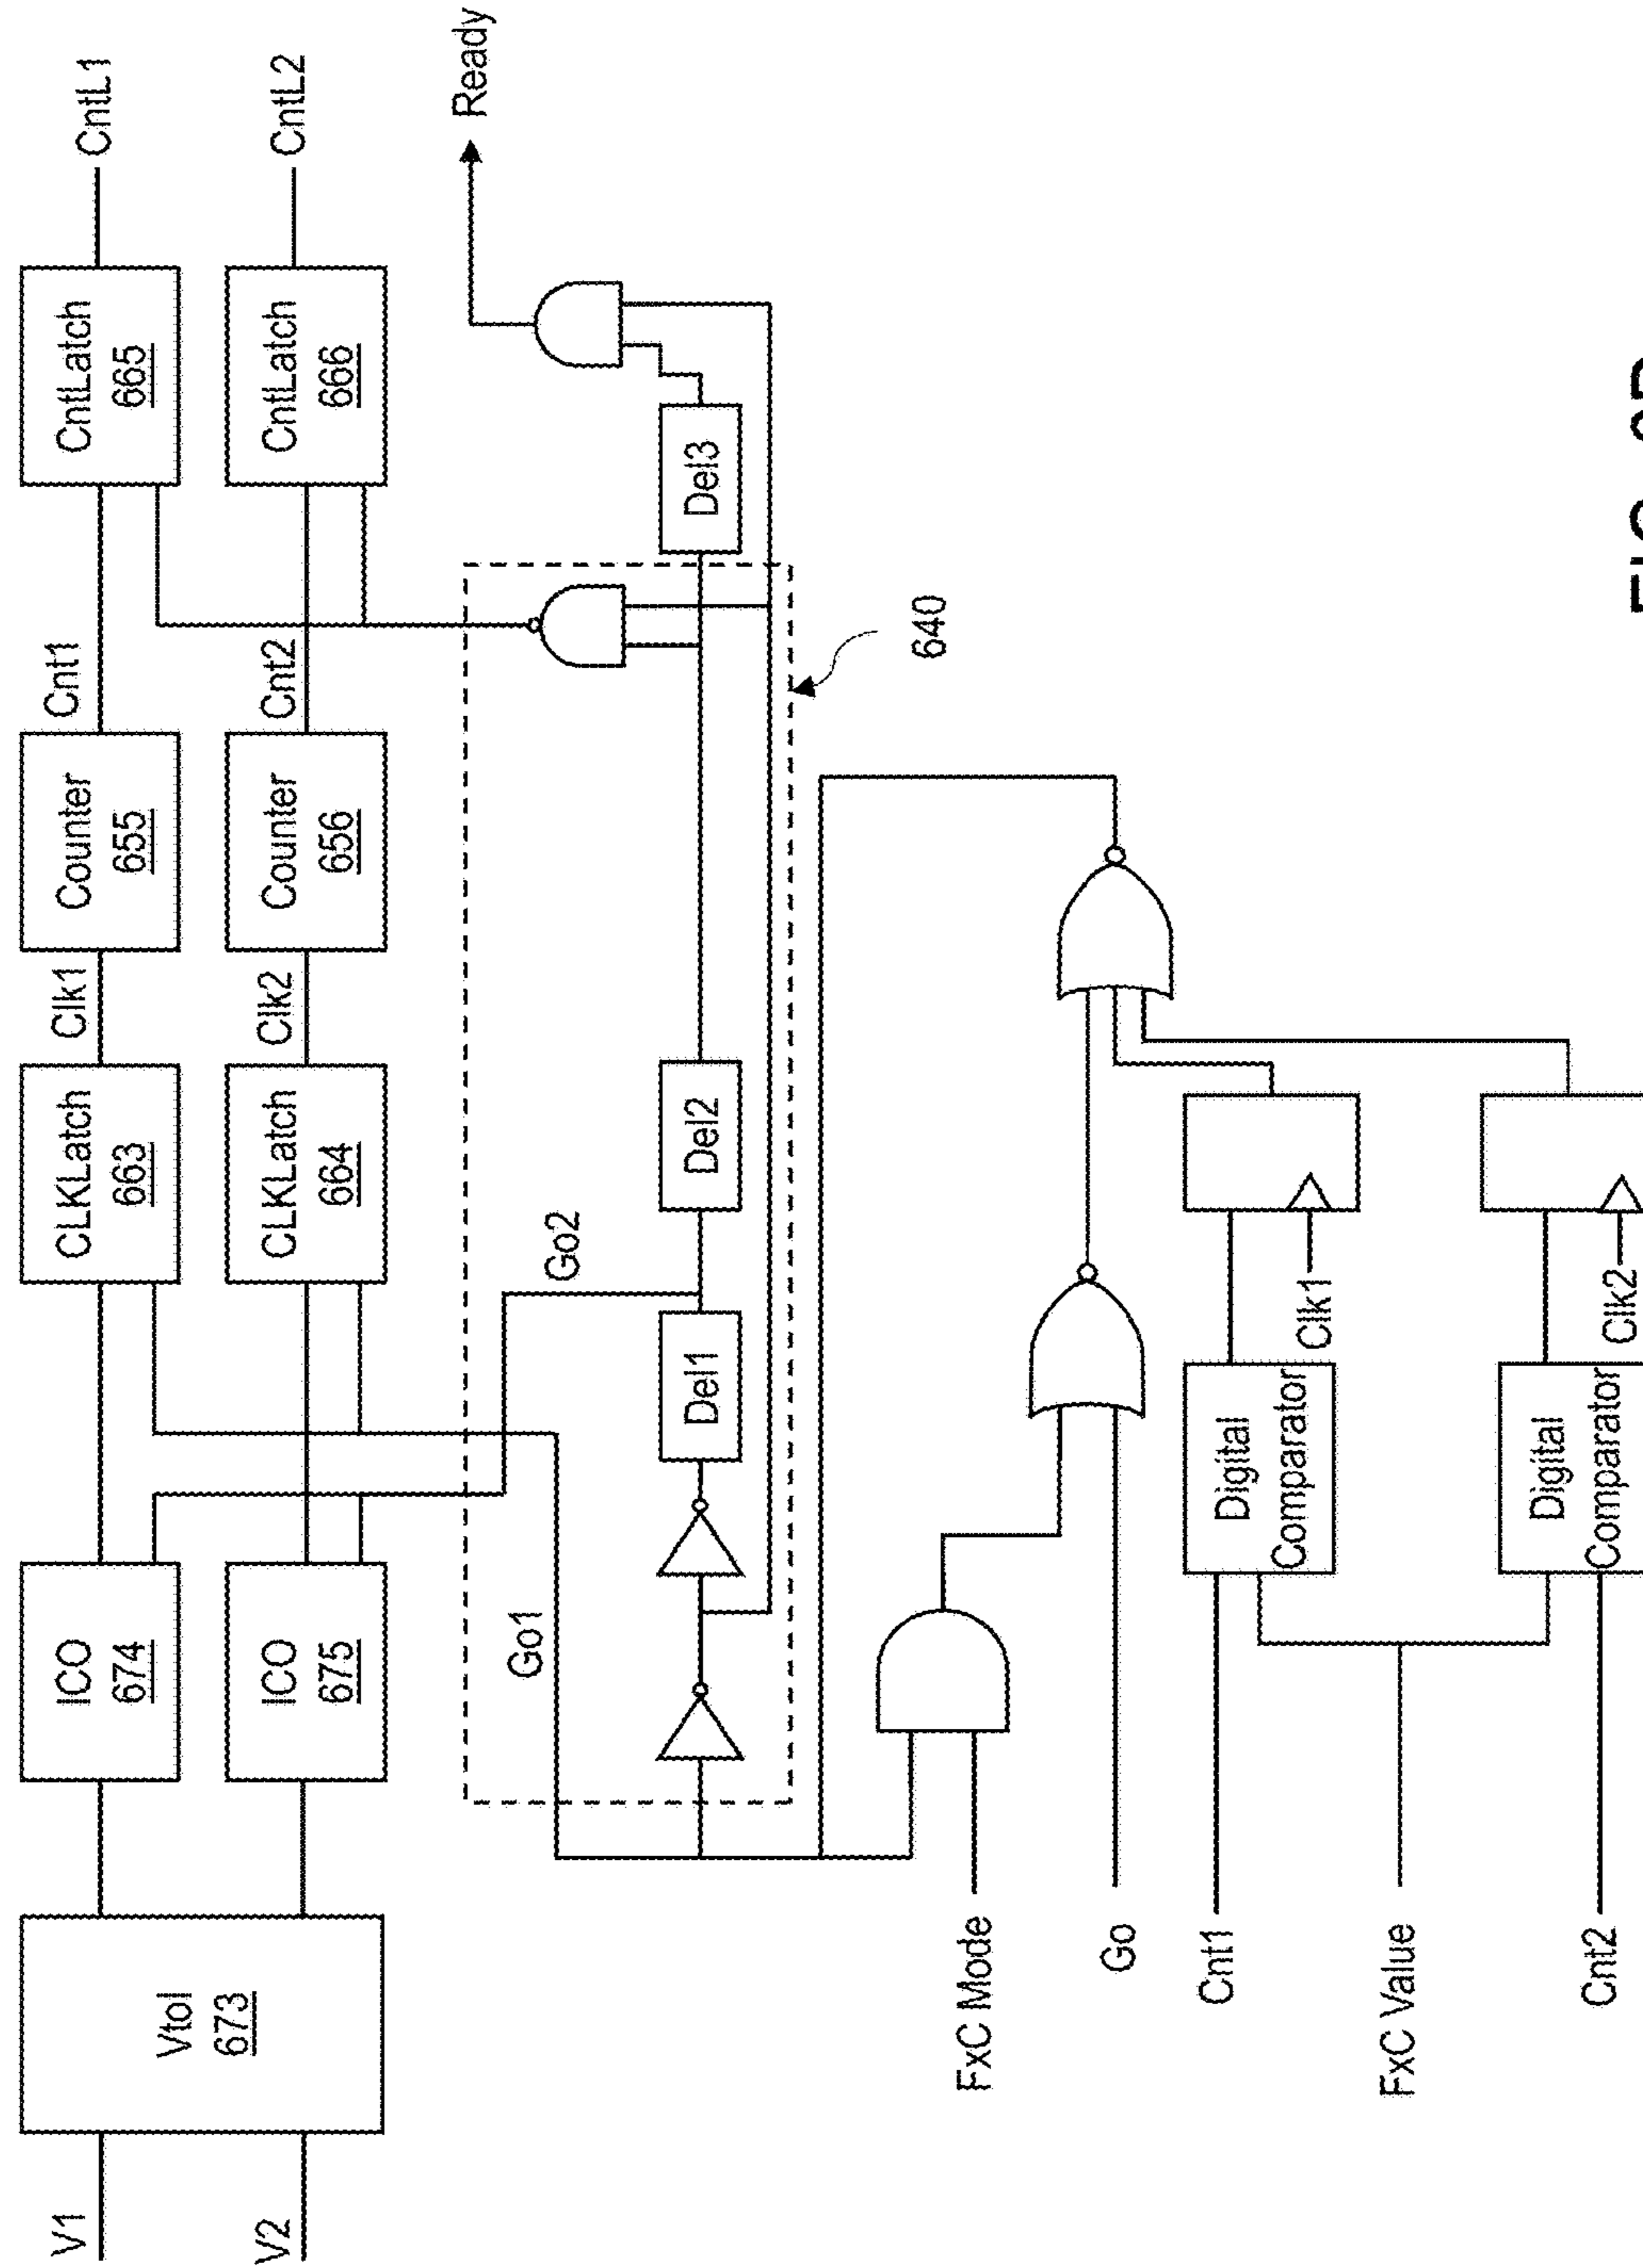 V1
V2
VtoI
673
ICO
674
ICO
675
CLKLatch
663
CLKLatch
664
Clk1
Clk2
Counter
655
Counter
656
Cnt1
Cnt2
CntLatch
665
CntLatch
666
CntL1
CntL2
Ready
Go1
Go2
Del1
Del2
Del3
640
FxC Mode
Go
Cnt1
FxC Value
Cnt2
Digital
Comparator
Clk1
Digital
Comparator
Clk2